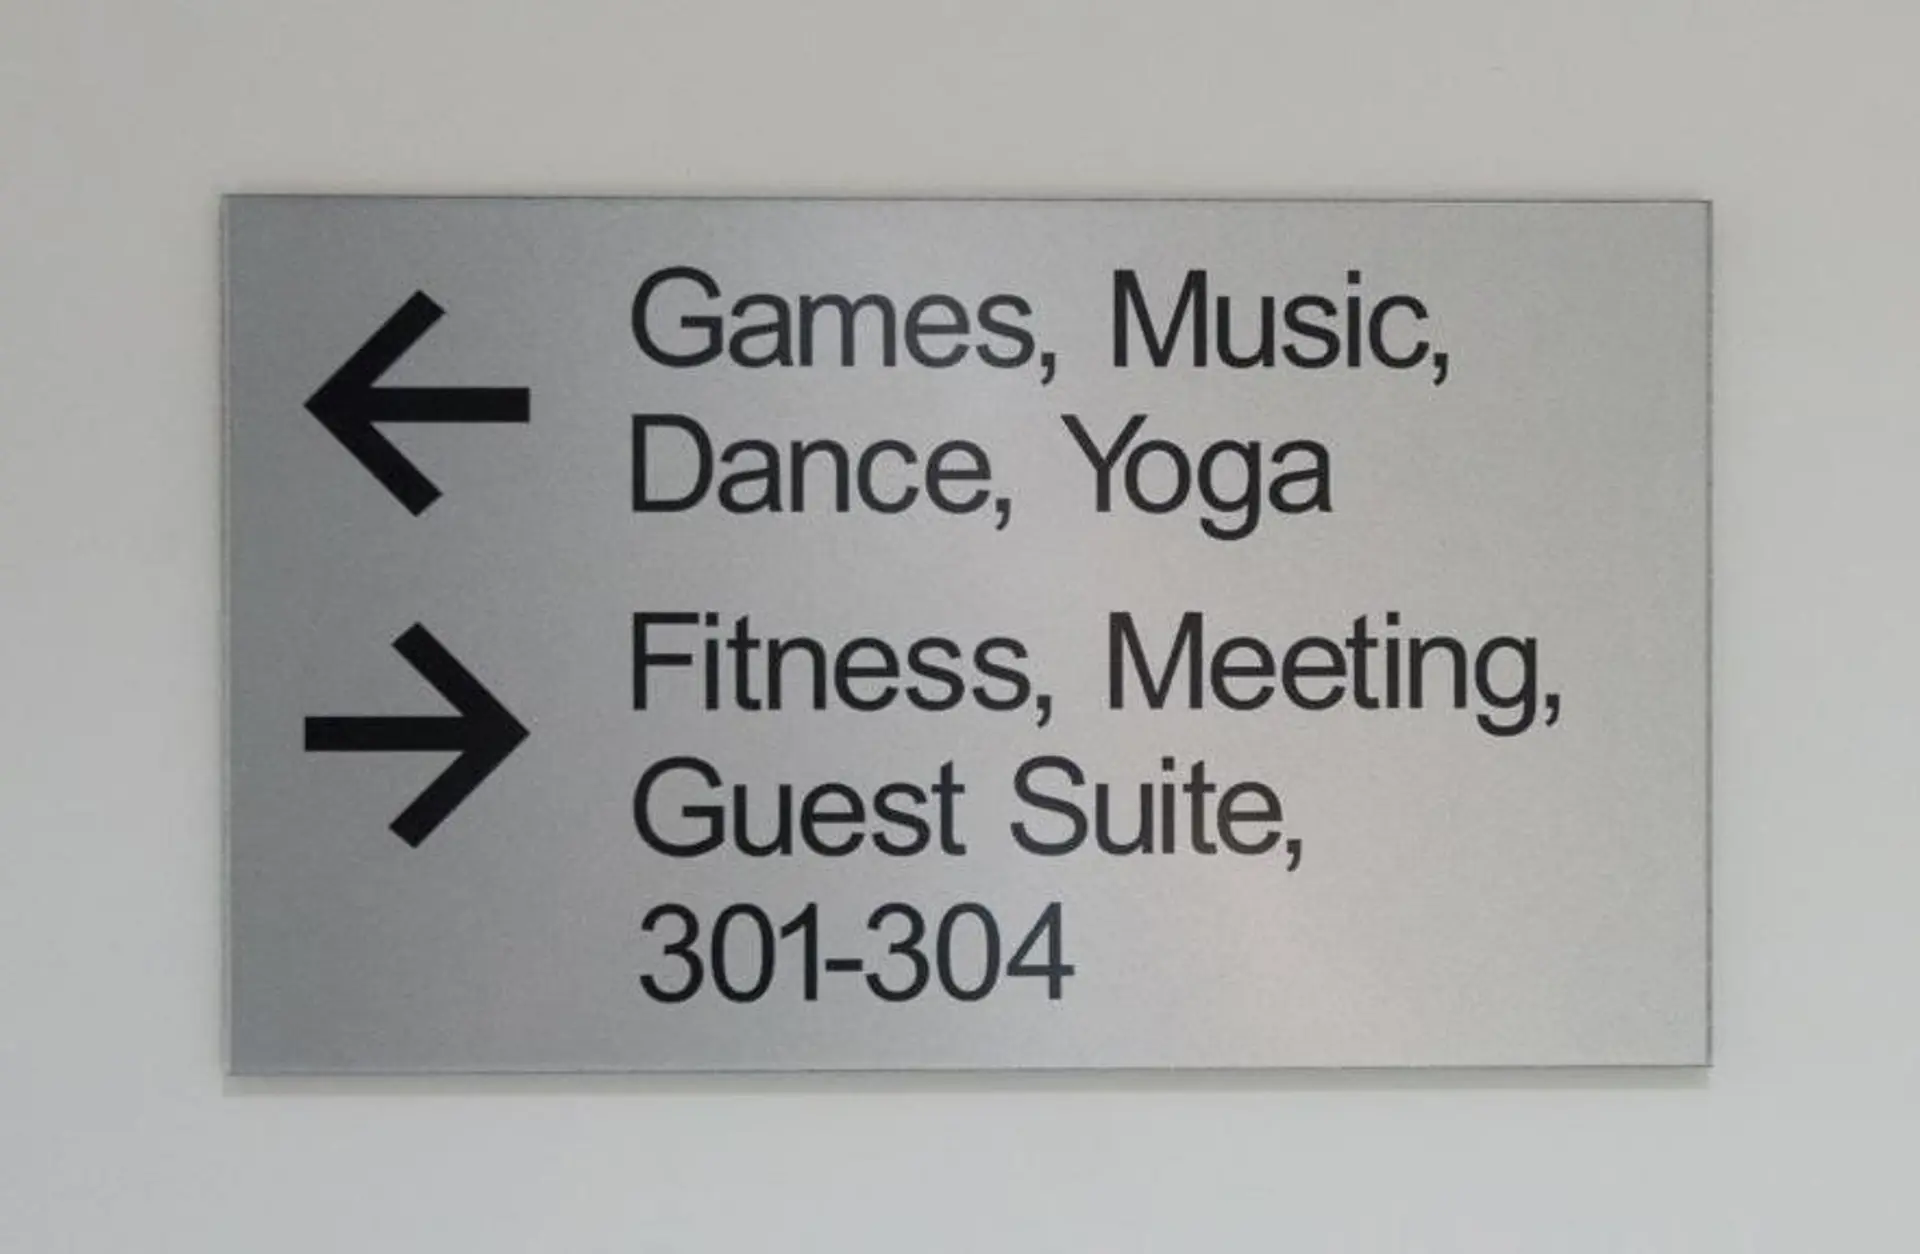 Games, Music,
Dance, Yoga
Fitness, Meeting,
Guest Suite,
301-304